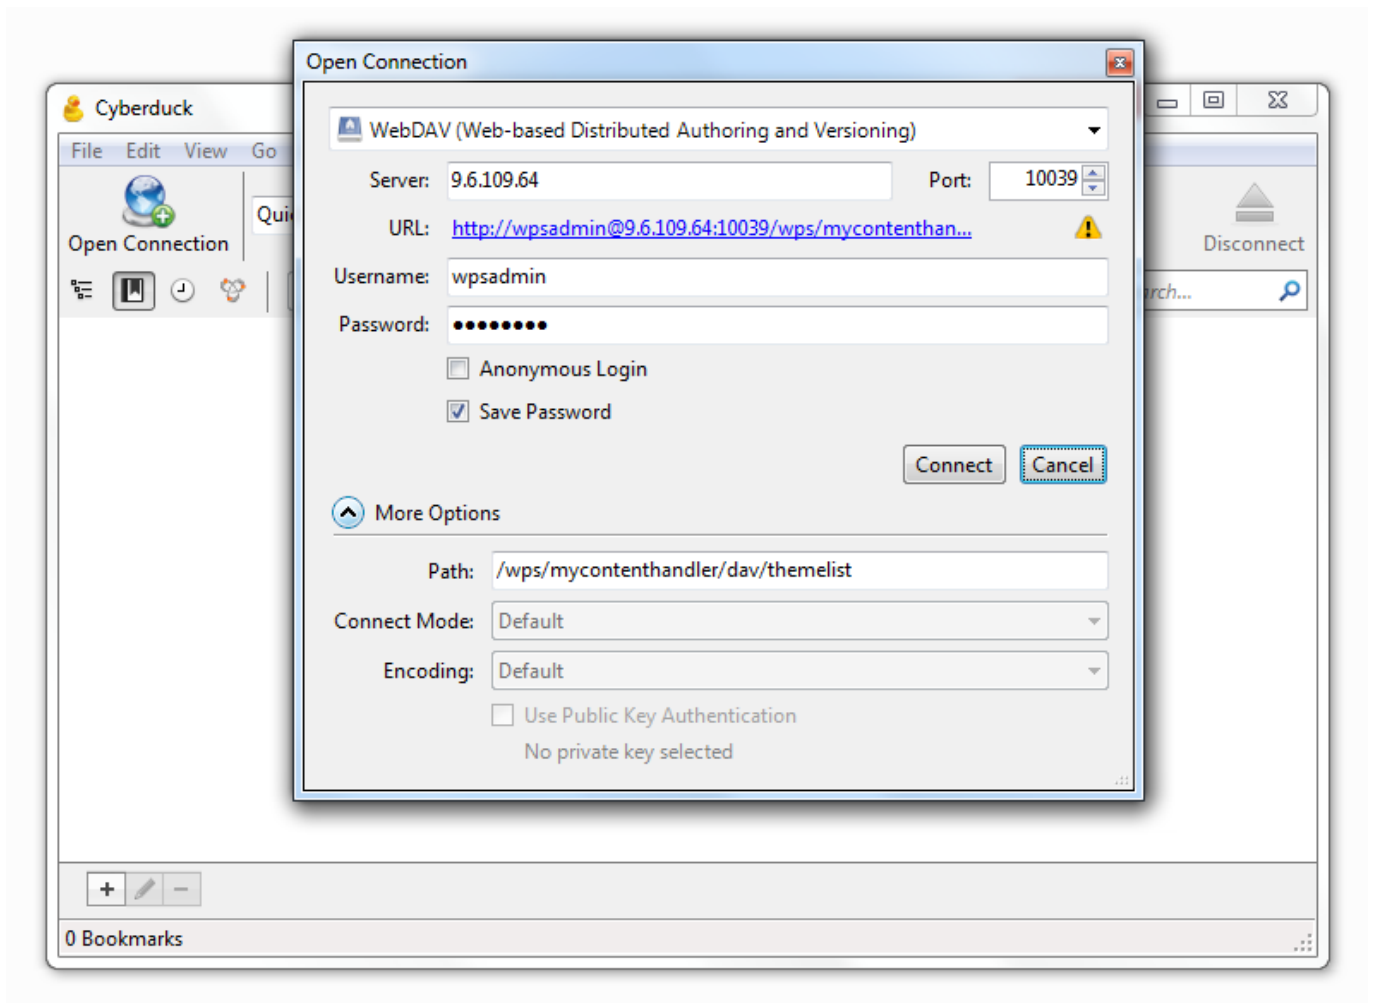 Open Connection
Cyberduck
File Edit View Go
WebDAV (Web-based Distributed Authoring and Versioning)
Server: 9.6.109.64 Port: 10039
URL: http://wpsadmin@9.6.109.64:10039/wps/mycontenthan...
Open Connection
Disconnect
Username: wpsadmin
Password: ●●●●●●●●
Anonymous Login
Save Password
Connect Cancel
More Options
Path: /wps/mycontenthandler/dav/themelist
Connect Mode: Default
Encoding: Default
Use Public Key Authentication
No private key selected
0 Bookmarks